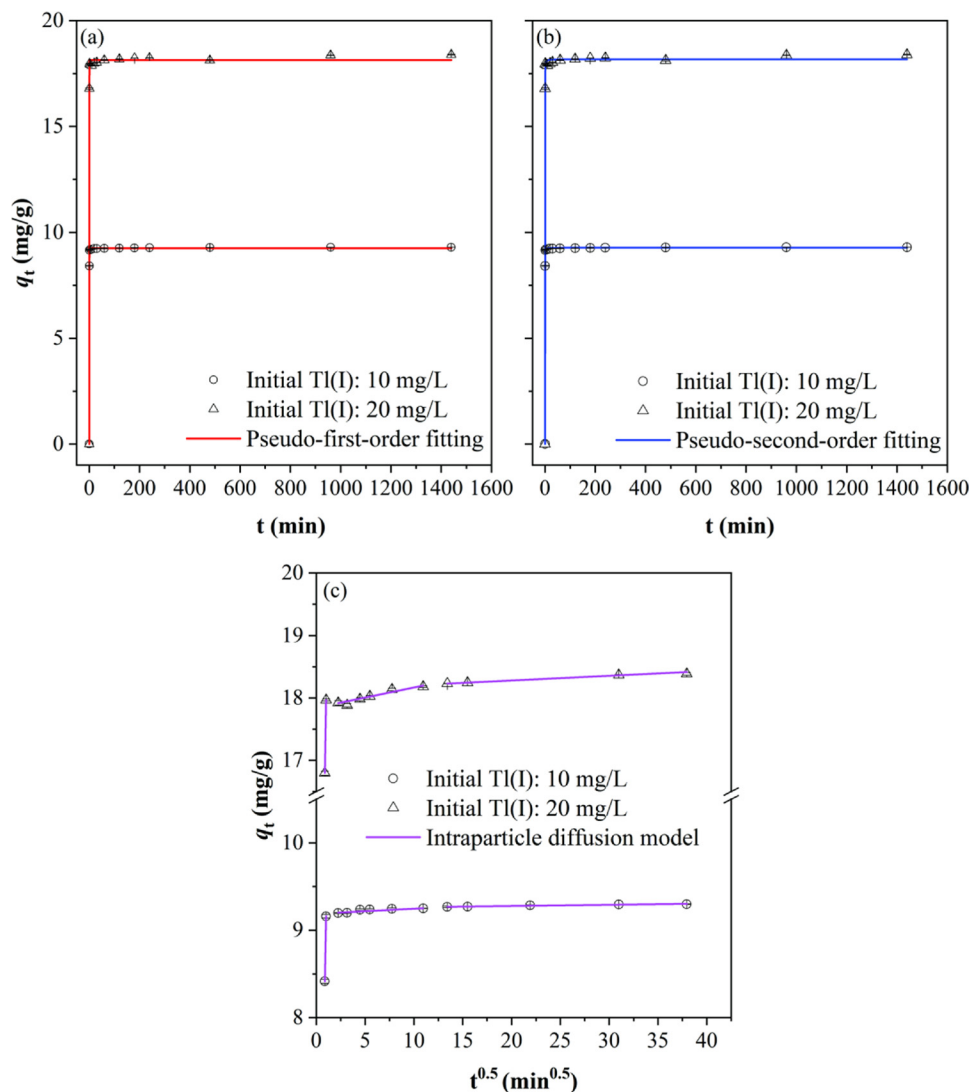 (a)
20
15
10
5
0
q_t (mg/g)
Initial Tl(I): 10 mg/L
Initial Tl(I): 20 mg/L
Pseudo-first-order fitting
0 200 400 600 800 1000 1200 1400 1600
t (min)
(b)
Initial Tl(I): 10 mg/L
Initial Tl(I): 20 mg/L
Pseudo-second-order fitting
0 200 400 600 800 1000 1200 1400 1600
t (min)
(c)
20
19
18
17
10
9
8
q_t (mg/g)
Initial Tl(I): 10 mg/L
Initial Tl(I): 20 mg/L
Intraparticle diffusion model
0 5 10 15 20 25 30 35 40
t^0.5 (min^0.5)